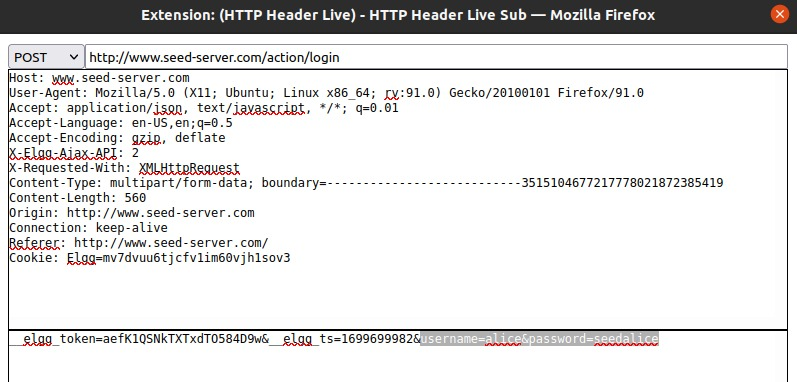 Extension: (HTTP Header Live) - HTTP Header Live Sub — Mozilla Firefox
POST http://www.seed-server.com/action/login
Host: www.seed-server.com
User-Agent: Mozilla/5.0 (X11; Ubuntu; Linux x86_64; rv:91.0) Gecko/20100101 Firefox/91.0
Accept: application/json, text/javascript, */*; q=0.01
Accept-Language: en-US,en;q=0.5
Accept-Encoding: gzip, deflate
X-Elgg-Ajax-API: 2
X-Requested-With: XMLHttpRequest
Content-Type: multipart/form-data; boundary=---------------------------3515104677217778021872385419
Content-Length: 560
Origin: http://www.seed-server.com
Connection: keep-alive
Referer: http://www.seed-server.com/
Cookie: Elgg=mv7dvuu6tjcfv1im60vjh1sov3
__elgg_token=aefK1QSNkTXTxdTO584D9w&__elgg_ts=1699699982&username=alice&password=seedalice